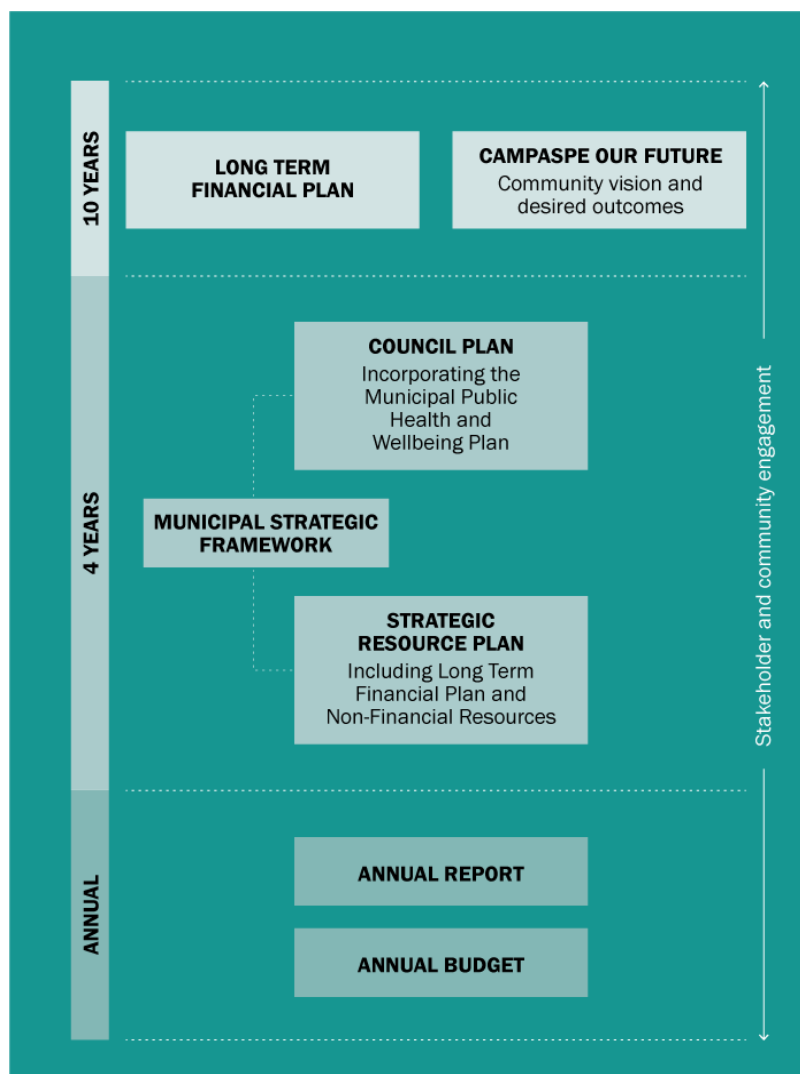 10 YEARS
LONG TERM
FINANCIAL PLAN
CAMPASPE OUR FUTURE
Community vision and
desired outcomes
4 YEARS
COUNCIL PLAN
Incorporating the
Municipal Public
Health and
Wellbeing Plan
MUNICIPAL STRATEGIC
FRAMEWORK
STRATEGIC
RESOURCE PLAN
Including Long Term
Financial Plan and
Non-Financial Resources
ANNUAL
ANNUAL REPORT
ANNUAL BUDGET
Stakeholder and community engagement